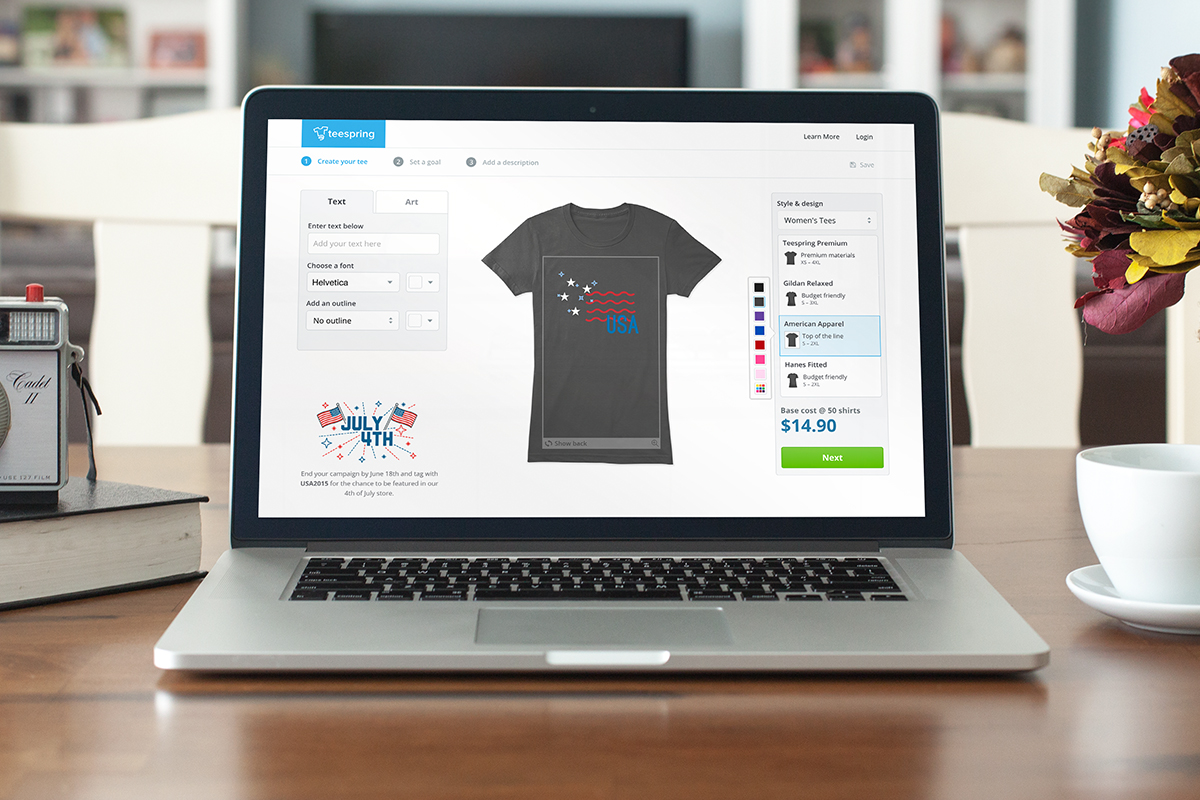 teespring
Learn More Login
1 Create your tee 2 Set a goal 3 Add a description
Save
Text Art
Enter text below
Add your text here
Choose a font
Helvetica
Add an outline
No outline
JULY
4TH
End your campaign by June 18th and tag with
USA2015 for the chance to be featured in our
4th of July store.
USA
Show back
Style & design
Women's Tees
Teespring Premium
Premium materials
XS – 4XL
Gildan Relaxed
Budget friendly
S – 3XL
American Apparel
Top of the line
S – 2XL
Hanes Fitted
Budget friendly
S – 2XL
Base cost @ 50 shirts
$14.90
Next
Cadet
II
127 FILM